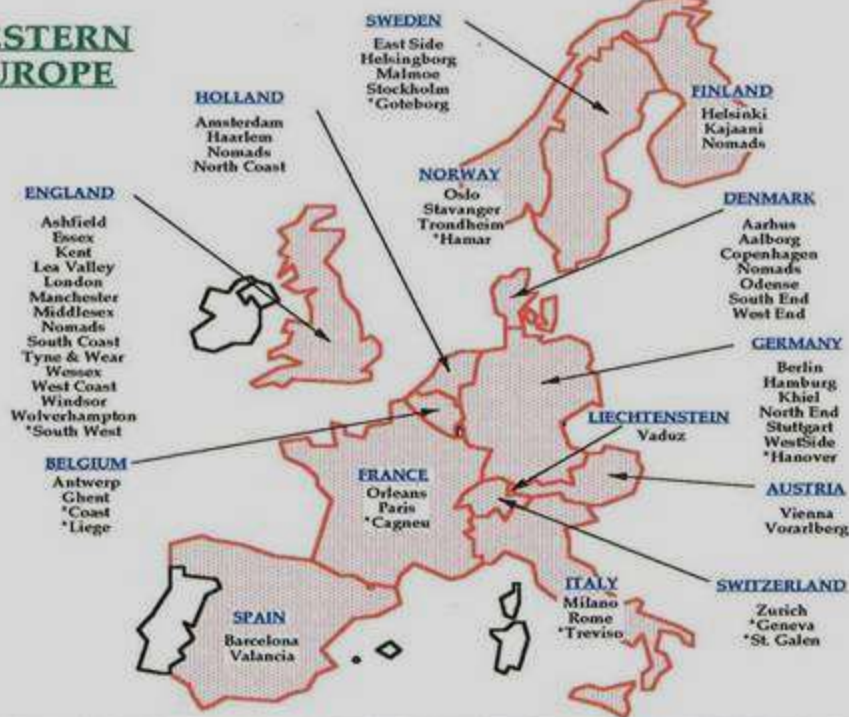 ESTERN
UROPE
SWEDEN
East Side
Helsingborg
Malmoe
Stockholm
*Goteborg
HOLLAND
Amsterdam
Haarlem
Nomads
North Coast
FINLAND
Helsinki
Kajaani
Nomads
NORWAY
Oslo
Stavanger
Trondheim
*Hamar
ENGLAND
Ashfield
Essex
Kent
Lea Valley
London
Manchester
Middlesex
Nomads
South Coast
Tyne & Wear
Wessex
West Coast
Windsor
Wolverhampton
*South West
DENMARK
Aarhus
Aalborg
Copenhagen
Nomads
Odense
South End
West End
GERMANY
Berlin
Hamburg
Khiel
North End
Stuttgart
WestSide
*Hanover
LIECHTENSTEIN
Vaduz
BELGIUM
Antwerp
Ghent
*Coast
*Liege
FRANCE
Orleans
Paris
*Cagneu
AUSTRIA
Vienna
Vorarlberg
ITALY
Milano
Rome
*Treviso
SWITZERLAND
Zurich
*Geneva
*St. Galen
SPAIN
Barcelona
Valancia